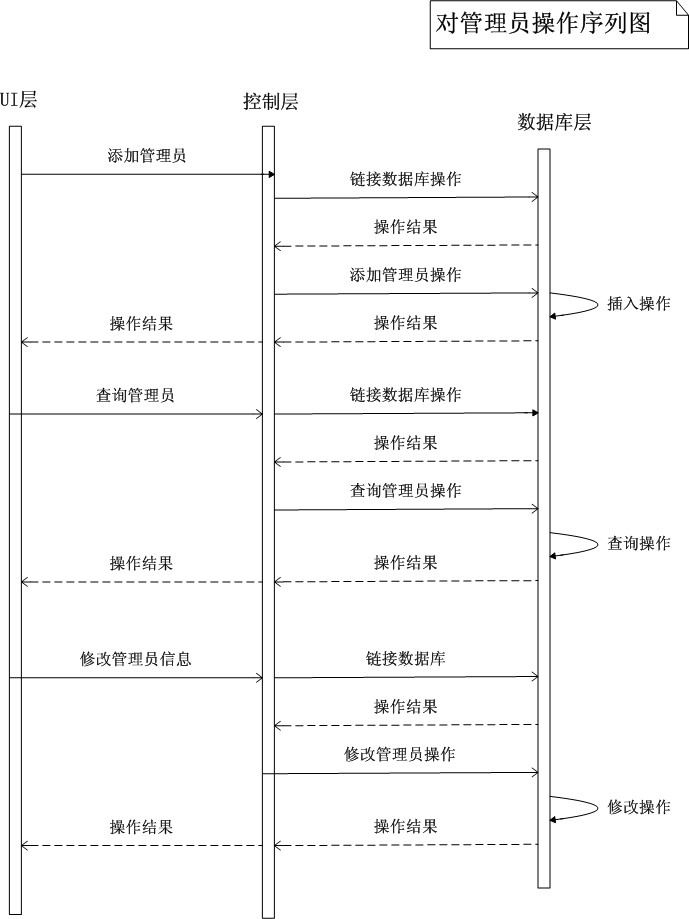 对管理员操作序列图
UI层
控制层
数据库层
添加管理员
链接数据库操作
操作结果
添加管理员操作
插入操作
操作结果
操作结果
查询管理员
链接数据库操作
操作结果
查询管理员操作
查询操作
操作结果
操作结果
修改管理员信息
链接数据库
操作结果
修改管理员操作
修改操作
操作结果
操作结果